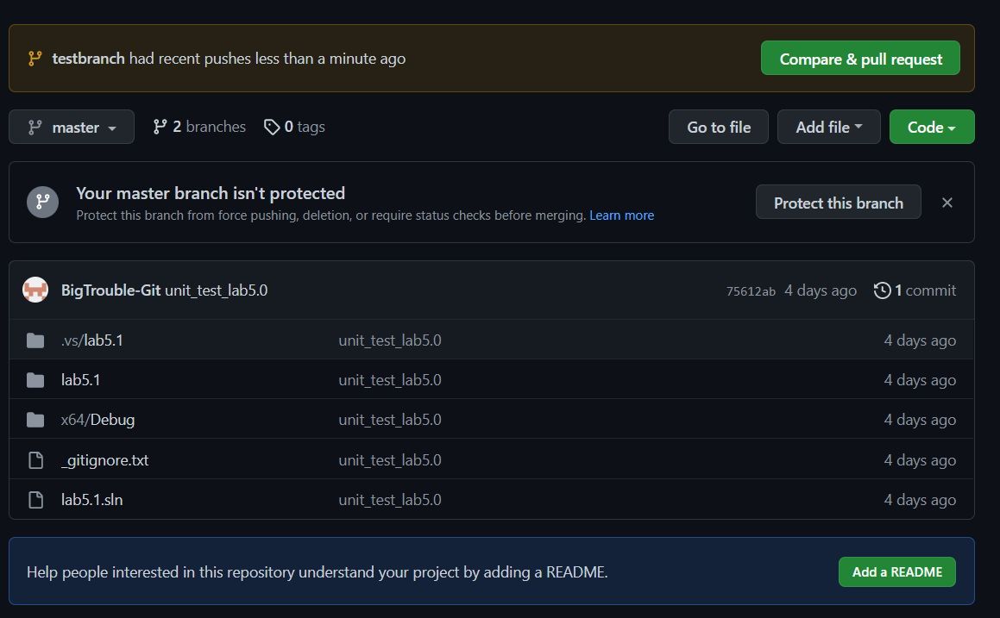 testbranch had recent pushes less than a minute ago Compare & pull request
master 2 branches 0 tags Go to file Add file Code
Your master branch isn't protected
Protect this branch from force pushing, deletion, or require status checks before merging. Learn more Protect this branch
BigTrouble-Git unit_test_lab5.0 75612ab 4 days ago 1 commit
.vs/lab5.1 unit_test_lab5.0 4 days ago
lab5.1 unit_test_lab5.0 4 days ago
x64/Debug unit_test_lab5.0 4 days ago
_gitignore.txt unit_test_lab5.0 4 days ago
lab5.1.sln unit_test_lab5.0 4 days ago
Help people interested in this repository understand your project by adding a README. Add a README